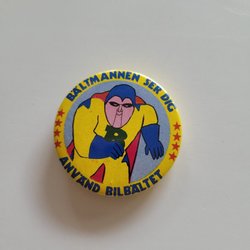 BÄLTMANNEN SER DIG
ANVÄND BILBÄLTET